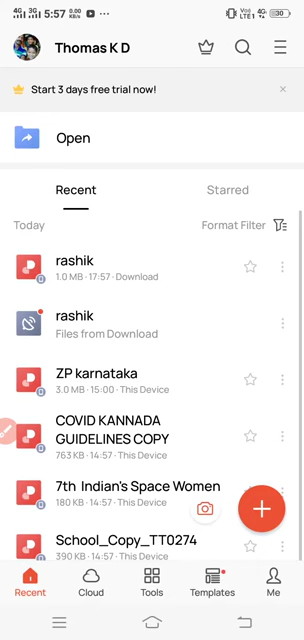 4G 3G 5:57 0.00 KB/s
Vo) LTE1 4G 30
Thomas K D
Start 3 days free trial now!
Open
Recent Starred
Today Format Filter
rashik
1.0 MB · 17:57 · Download
rashik
Files from Download
ZP karnataka
3.0 MB · 15:00 · This Device
COVID KANNADA
GUIDELINES COPY
763 KB · 14:57 · This Device
7th Indian's Space Women
180 KB · 14:57 · This Device
School_Copy_TT0274
390 KB · 14:57 · This Device
Recent Cloud Tools Templates Me